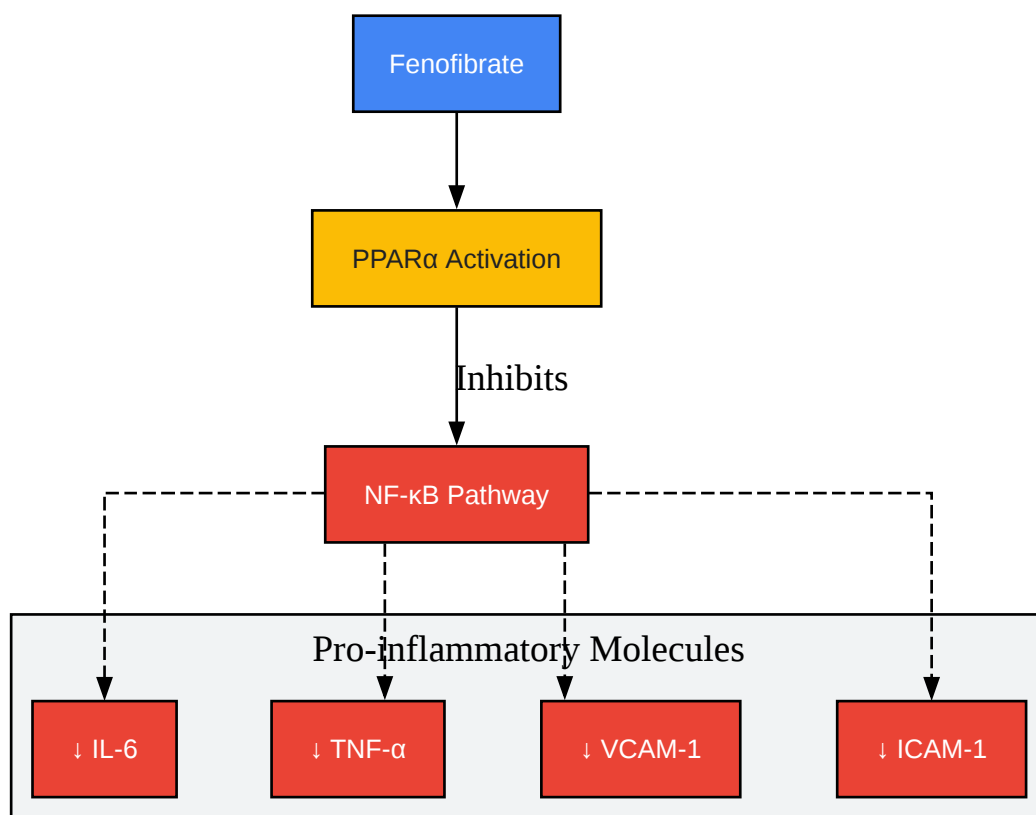 Fenofibrate
PPARα Activation
Inhibits
NF-κB Pathway
Pro-inflammatory Molecules
↓ IL-6
↓ TNF-α
↓ VCAM-1
↓ ICAM-1